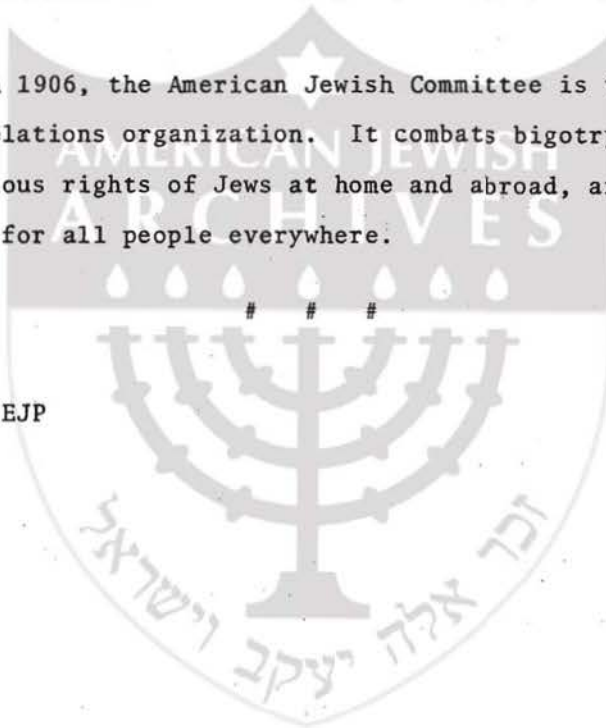 1906, the American Jewish Committee is
lations organization. It combats bigotry
ous rights of Jews at home and abroad, a
for all people everywhere.
AMERICAN JEWISH
ARCHIVES
# # #
EJP
זכר אלה יעקב וישראל